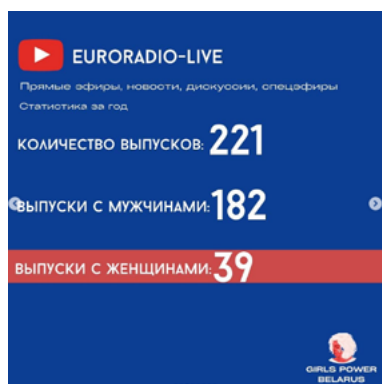 EURORADIO-LIVE
Прямые эфиры, новости, дискуссии, спецэфиры
Статистика за год
КОЛИЧЕСТВО ВЫПУСКОВ: 221
ВЫПУСКИ С МУЖЧИНАМИ: 182
ВЫПУСКИ С ЖЕНЩИНАМИ: 39
GIRLS POWER
BELARUS